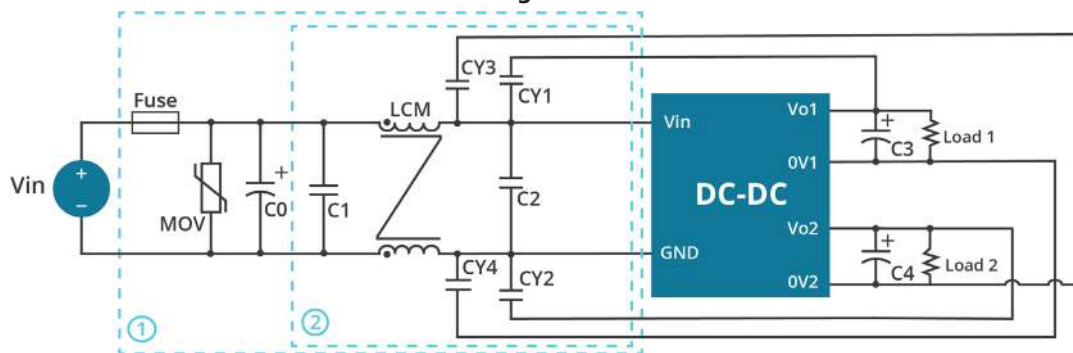 Fuse
Vin
+
−
MOV
+
C0
C1
LCM
CY3
CY1
C2
CY4
CY2
Vin
GND
DC-DC
Vo1
0V1
Vo2
0V2
+
C3
Load 1
+
C4
Load 2
1
2